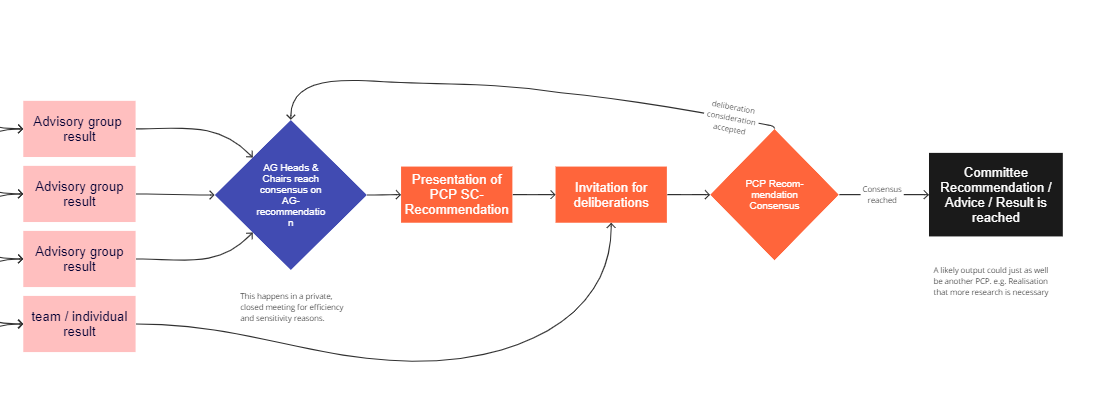 Advisory group
result
Advisory group
result
Advisory group
result
team / individual
result
AG Heads &
Chairs reach
consensus on
AG-
recommendatio
n
This happens in a private,
closed meeting for efficiency
and sensitivity reasons.
Presentation of
PCP SC-
Recommendation
Invitation for
deliberations
deliberation
consideration
accepted
PCP Recom-
mendation
Consensus
Consensus
reached
Committee
Recommendation /
Advice / Result is
reached
A likely output could just as well
be another PCP. e.g. Realisation
that more research is necessary